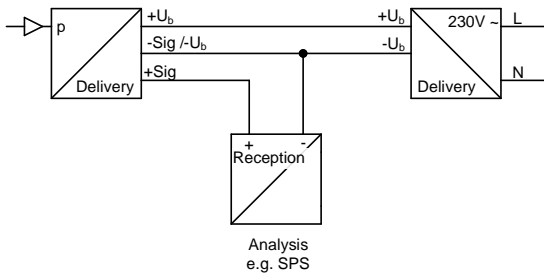 +U_b +U_b 230V ~ L
p -Sig /-U_b -U_b
Delivery +Sig Delivery N
+ -
Reception
Analysis
e.g. SPS